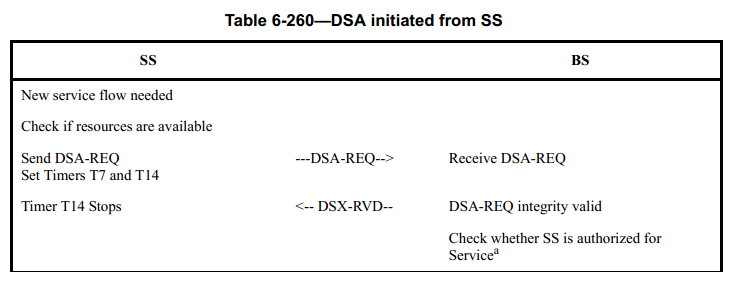 Table 6-260—DSA initiated from SS
SS BS
New service flow needed
Check if resources are available
Send DSA-REQ ---DSA-REQ--> Receive DSA-REQ
Set Timers T7 and T14
Timer T14 Stops <-- DSX-RVD-- DSA-REQ integrity valid
Check whether SS is authorized for
Serviceᵃ